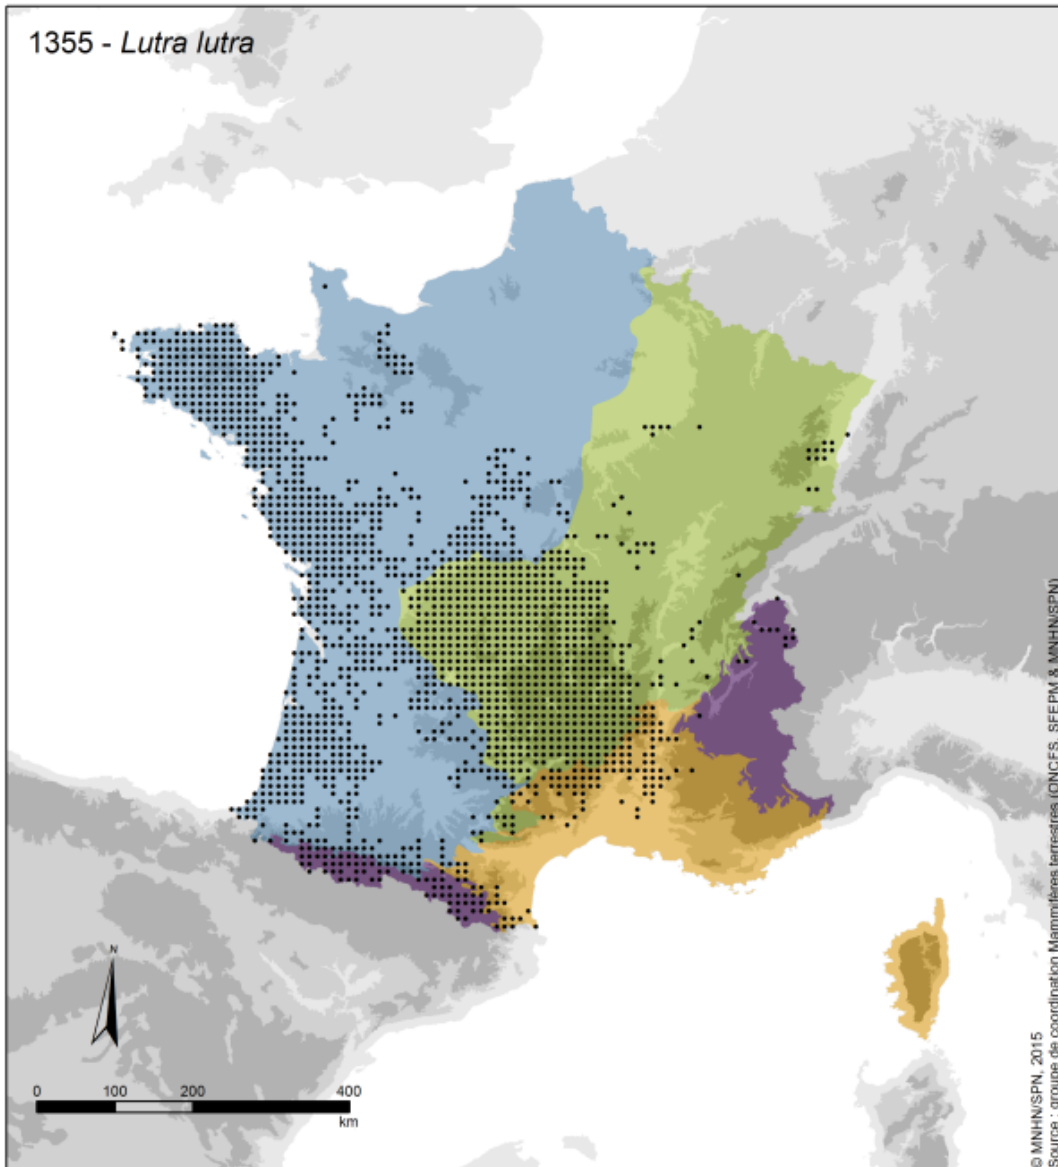 1355 - Lutra lutra
N
0 100 200 400
km
© MNHN/SPN, 2015
Source : groupe de coordination Mammifères terrestres (ONCFS, SFEPM & MNHN/SPN)